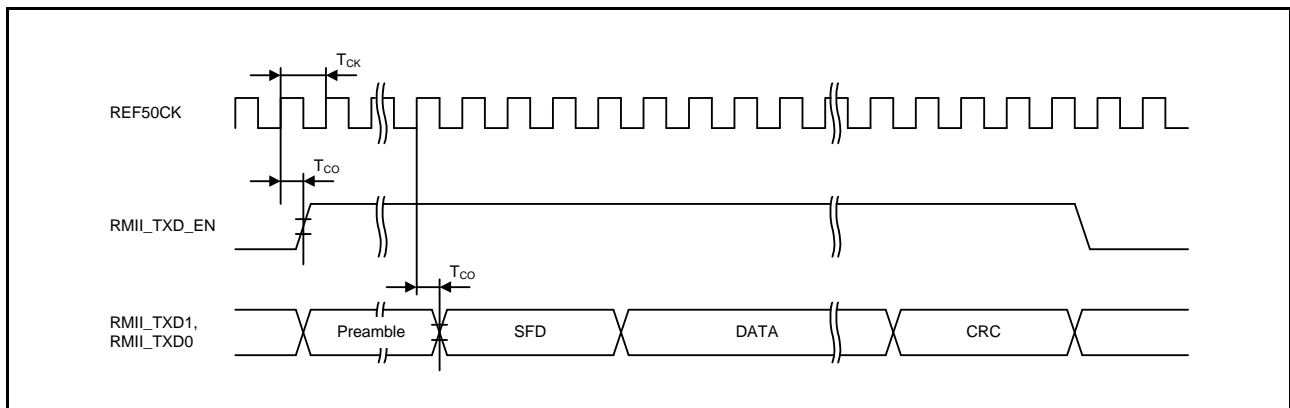 TCK
REF50CK
TCO
RMII_TXD_EN
TCO
RMII_TXD1,
RMII_TXD0
Preamble
SFD
DATA
CRC